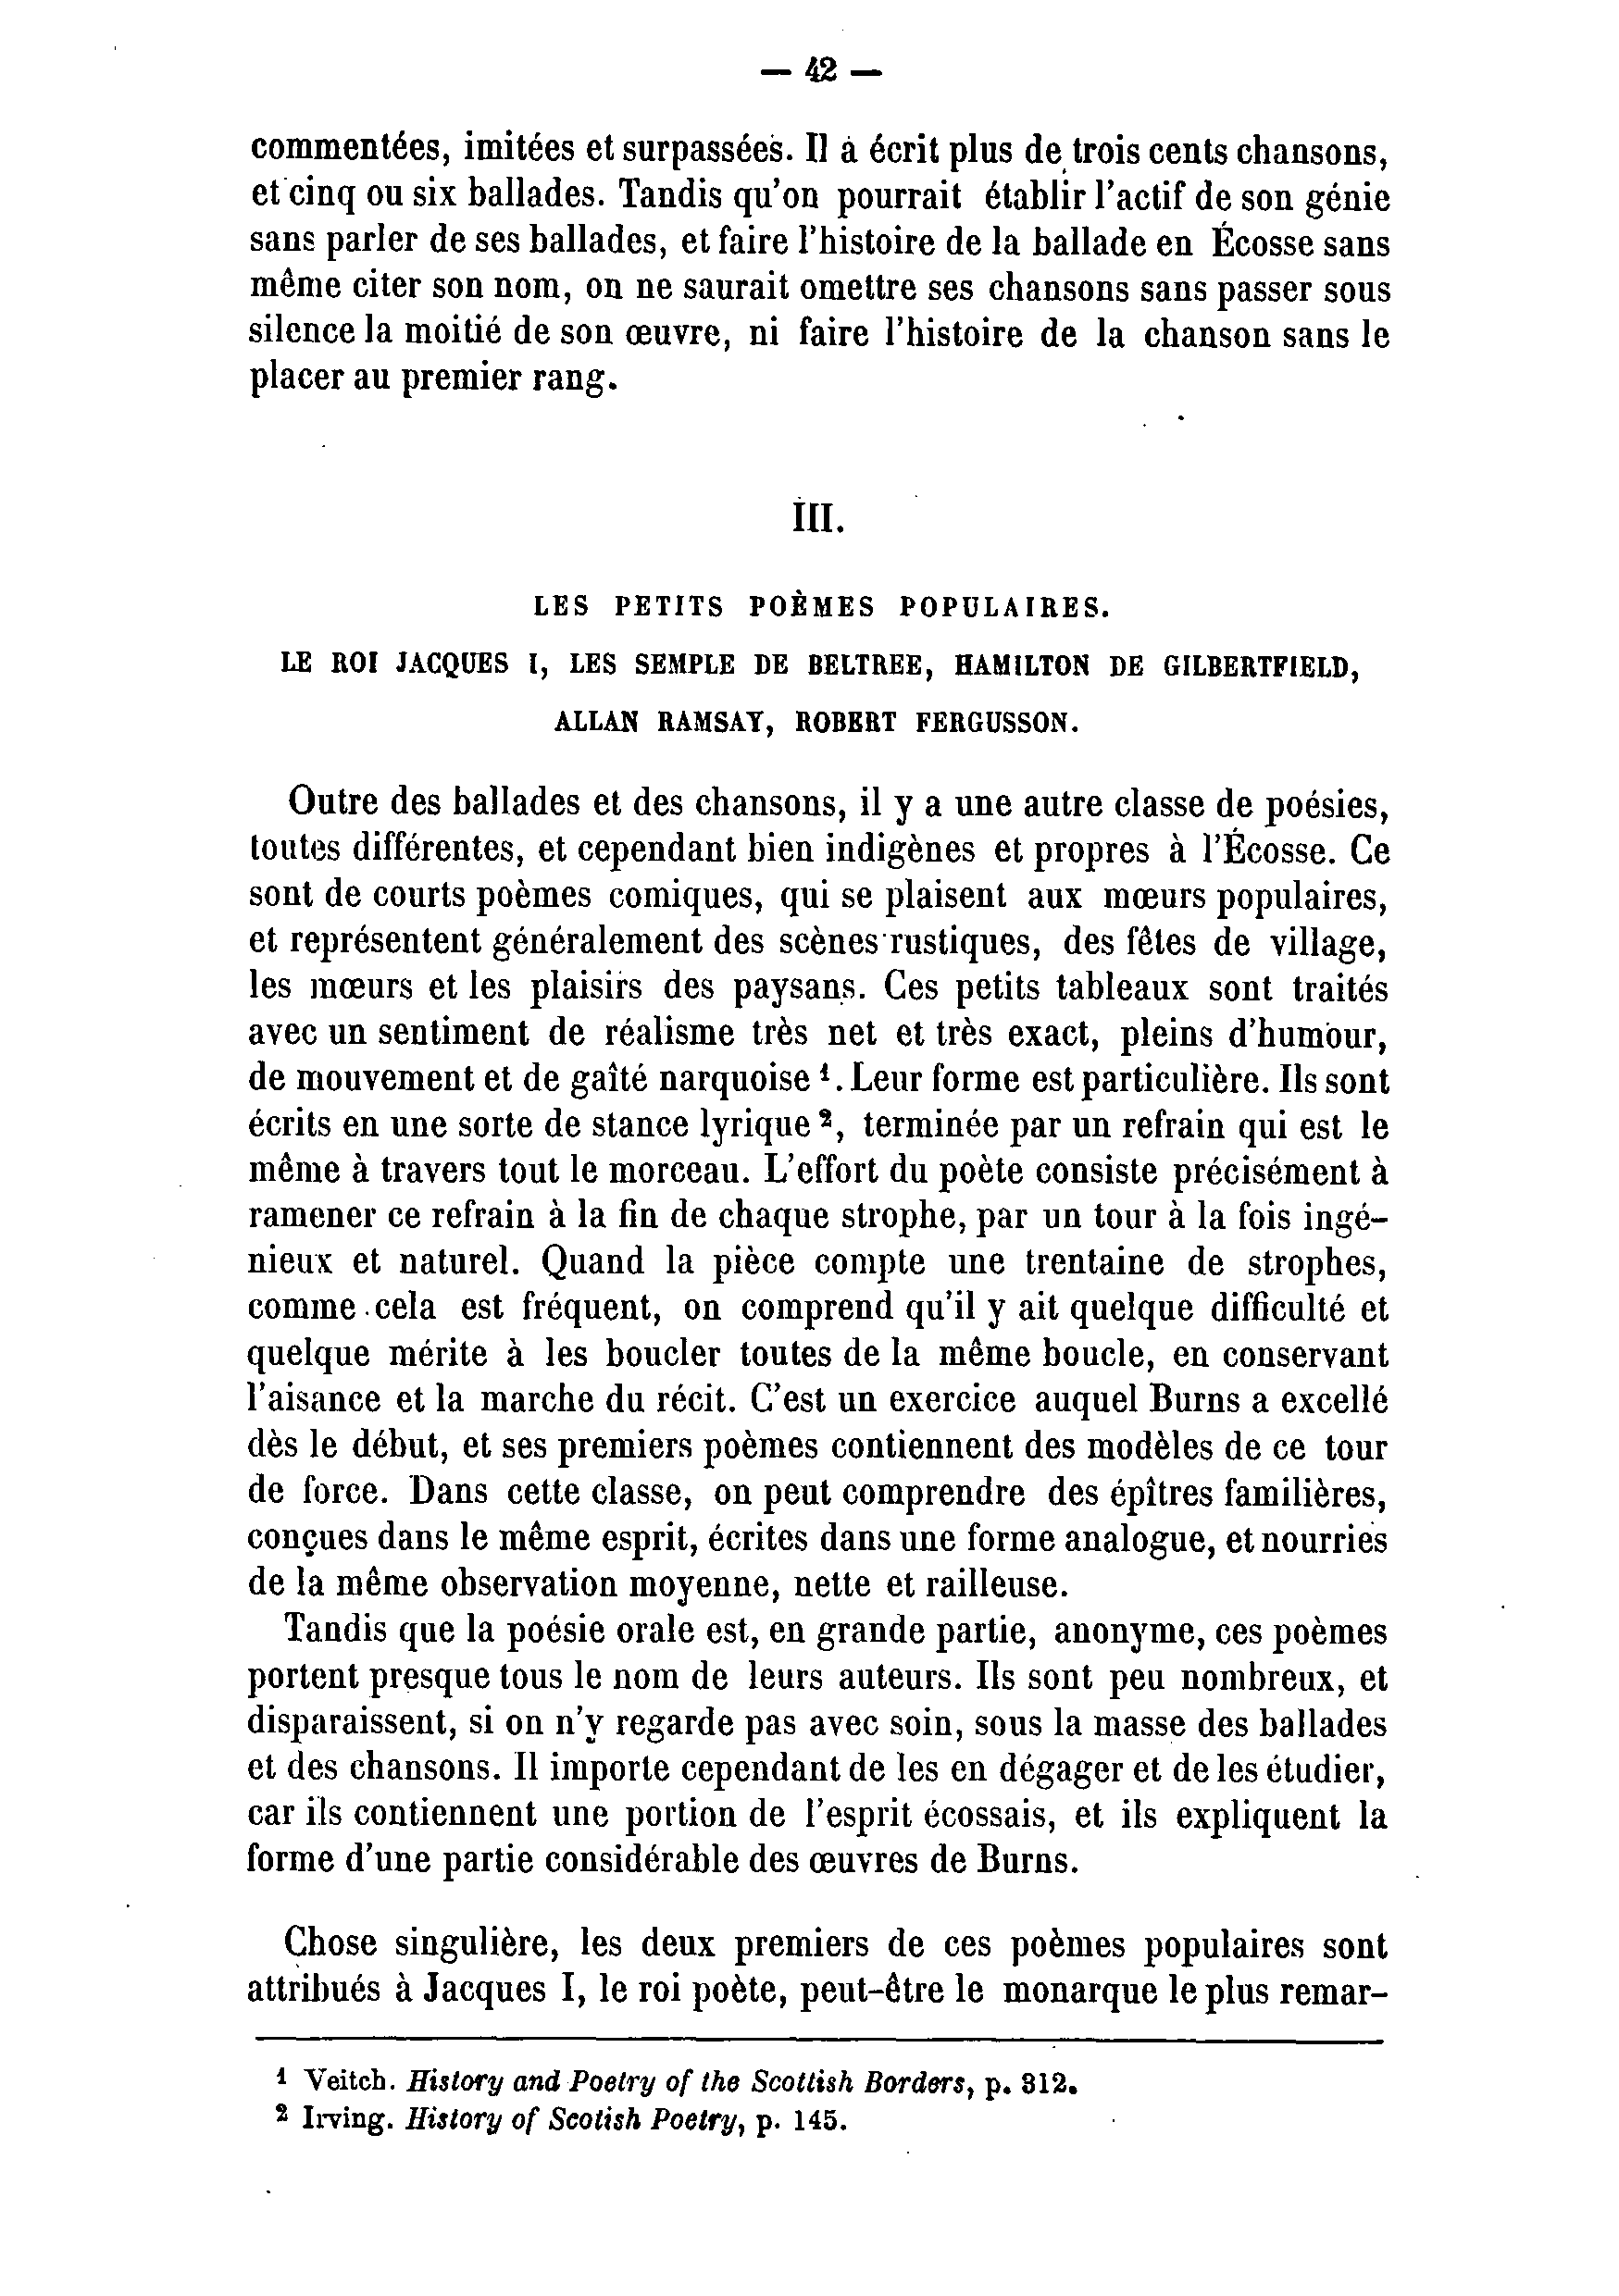 — 42 —
commentées, imitées et surpassées. Il a écrit plus de trois cents chansons,
et cinq ou six ballades. Tandis qu'on pourrait établir l'actif de son génie
sans parler de ses ballades, et faire l'histoire de la ballade en Écosse sans
même citer son nom, on ne saurait omettre ses chansons sans passer sous
silence la moitié de son œuvre, ni faire l'histoire de la chanson sans le
placer au premier rang.
III.
LES PETITS POÈMES POPULAIRES.
LE ROI JACQUES I, LES SEMPLE DE BELTREE, HAMILTON DE GILBERTFIELD,
ALLAN RAMSAY, ROBERT FERGUSSON.
Outre des ballades et des chansons, il y a une autre classe de poésies,
toutes différentes, et cependant bien indigènes et propres à l'Écosse. Ce
sont de courts poèmes comiques, qui se plaisent aux mœurs populaires,
et représentent généralement des scènes rustiques, des fêtes de village,
les mœurs et les plaisirs des paysans. Ces petits tableaux sont traités
avec un sentiment de réalisme très net et très exact, pleins d'humour,
de mouvement et de gaîté narquoise ¹. Leur forme est particulière. Ils sont
écrits en une sorte de stance lyrique ², terminée par un refrain qui est le
même à travers tout le morceau. L'effort du poète consiste précisément à
ramener ce refrain à la fin de chaque strophe, par un tour à la fois ingé-
nieux et naturel. Quand la pièce compte une trentaine de strophes,
comme cela est fréquent, on comprend qu'il y ait quelque difficulté et
quelque mérite à les boucler toutes de la même boucle, en conservant
l'aisance et la marche du récit. C'est un exercice auquel Burns a excellé
dès le début, et ses premiers poèmes contiennent des modèles de ce tour
de force. Dans cette classe, on peut comprendre des épîtres familières,
conçues dans le même esprit, écrites dans une forme analogue, et nourries
de la même observation moyenne, nette et railleuse.
Tandis que la poésie orale est, en grande partie, anonyme, ces poèmes
portent presque tous le nom de leurs auteurs. Ils sont peu nombreux, et
disparaissent, si on n'y regarde pas avec soin, sous la masse des ballades
et des chansons. Il importe cependant de les en dégager et de les étudier,
car ils contiennent une portion de l'esprit écossais, et ils expliquent la
forme d'une partie considérable des œuvres de Burns.
Chose singulière, les deux premiers de ces poèmes populaires sont
attribués à Jacques I, le roi poète, peut-être le monarque le plus remar-
¹ Veitch. History and Poetry of the Scottish Borders, p. 312.
² Irving. History of Scotish Poetry, p. 145.